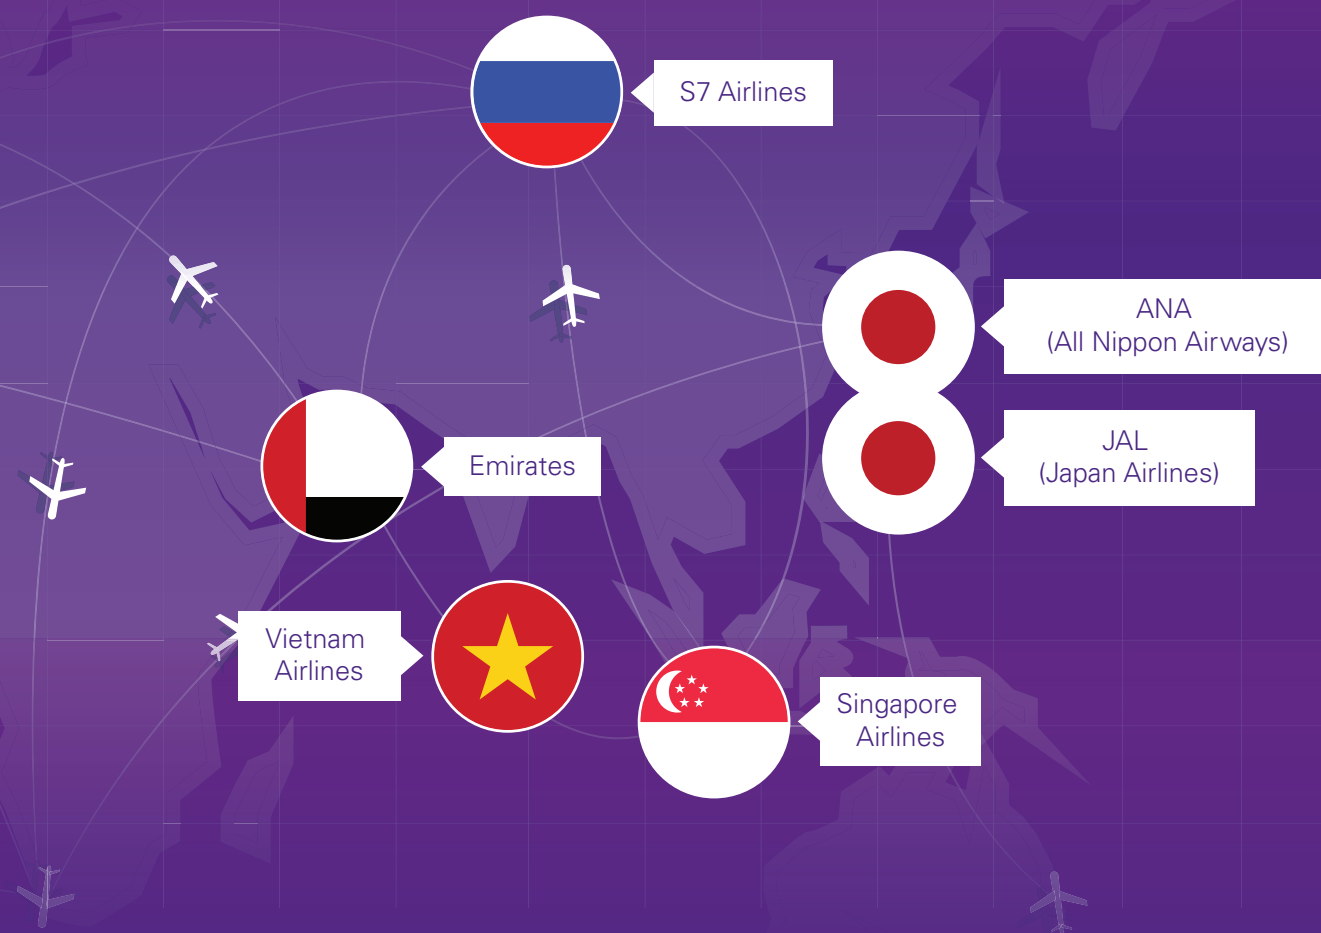 S7 Airlines
ANA
(All Nippon Airways)
JAL
(Japan Airlines)
Emirates
Vietnam
Airlines
Singapore
Airlines